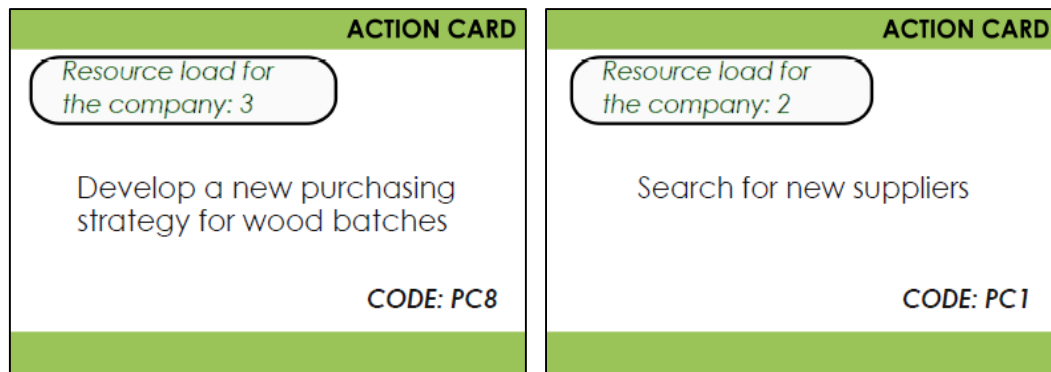 ACTION CARD
Resource load for
the company: 3
Develop a new purchasing
strategy for wood batches
CODE: PC8
ACTION CARD
Resource load for
the company: 2
Search for new suppliers
CODE: PC1